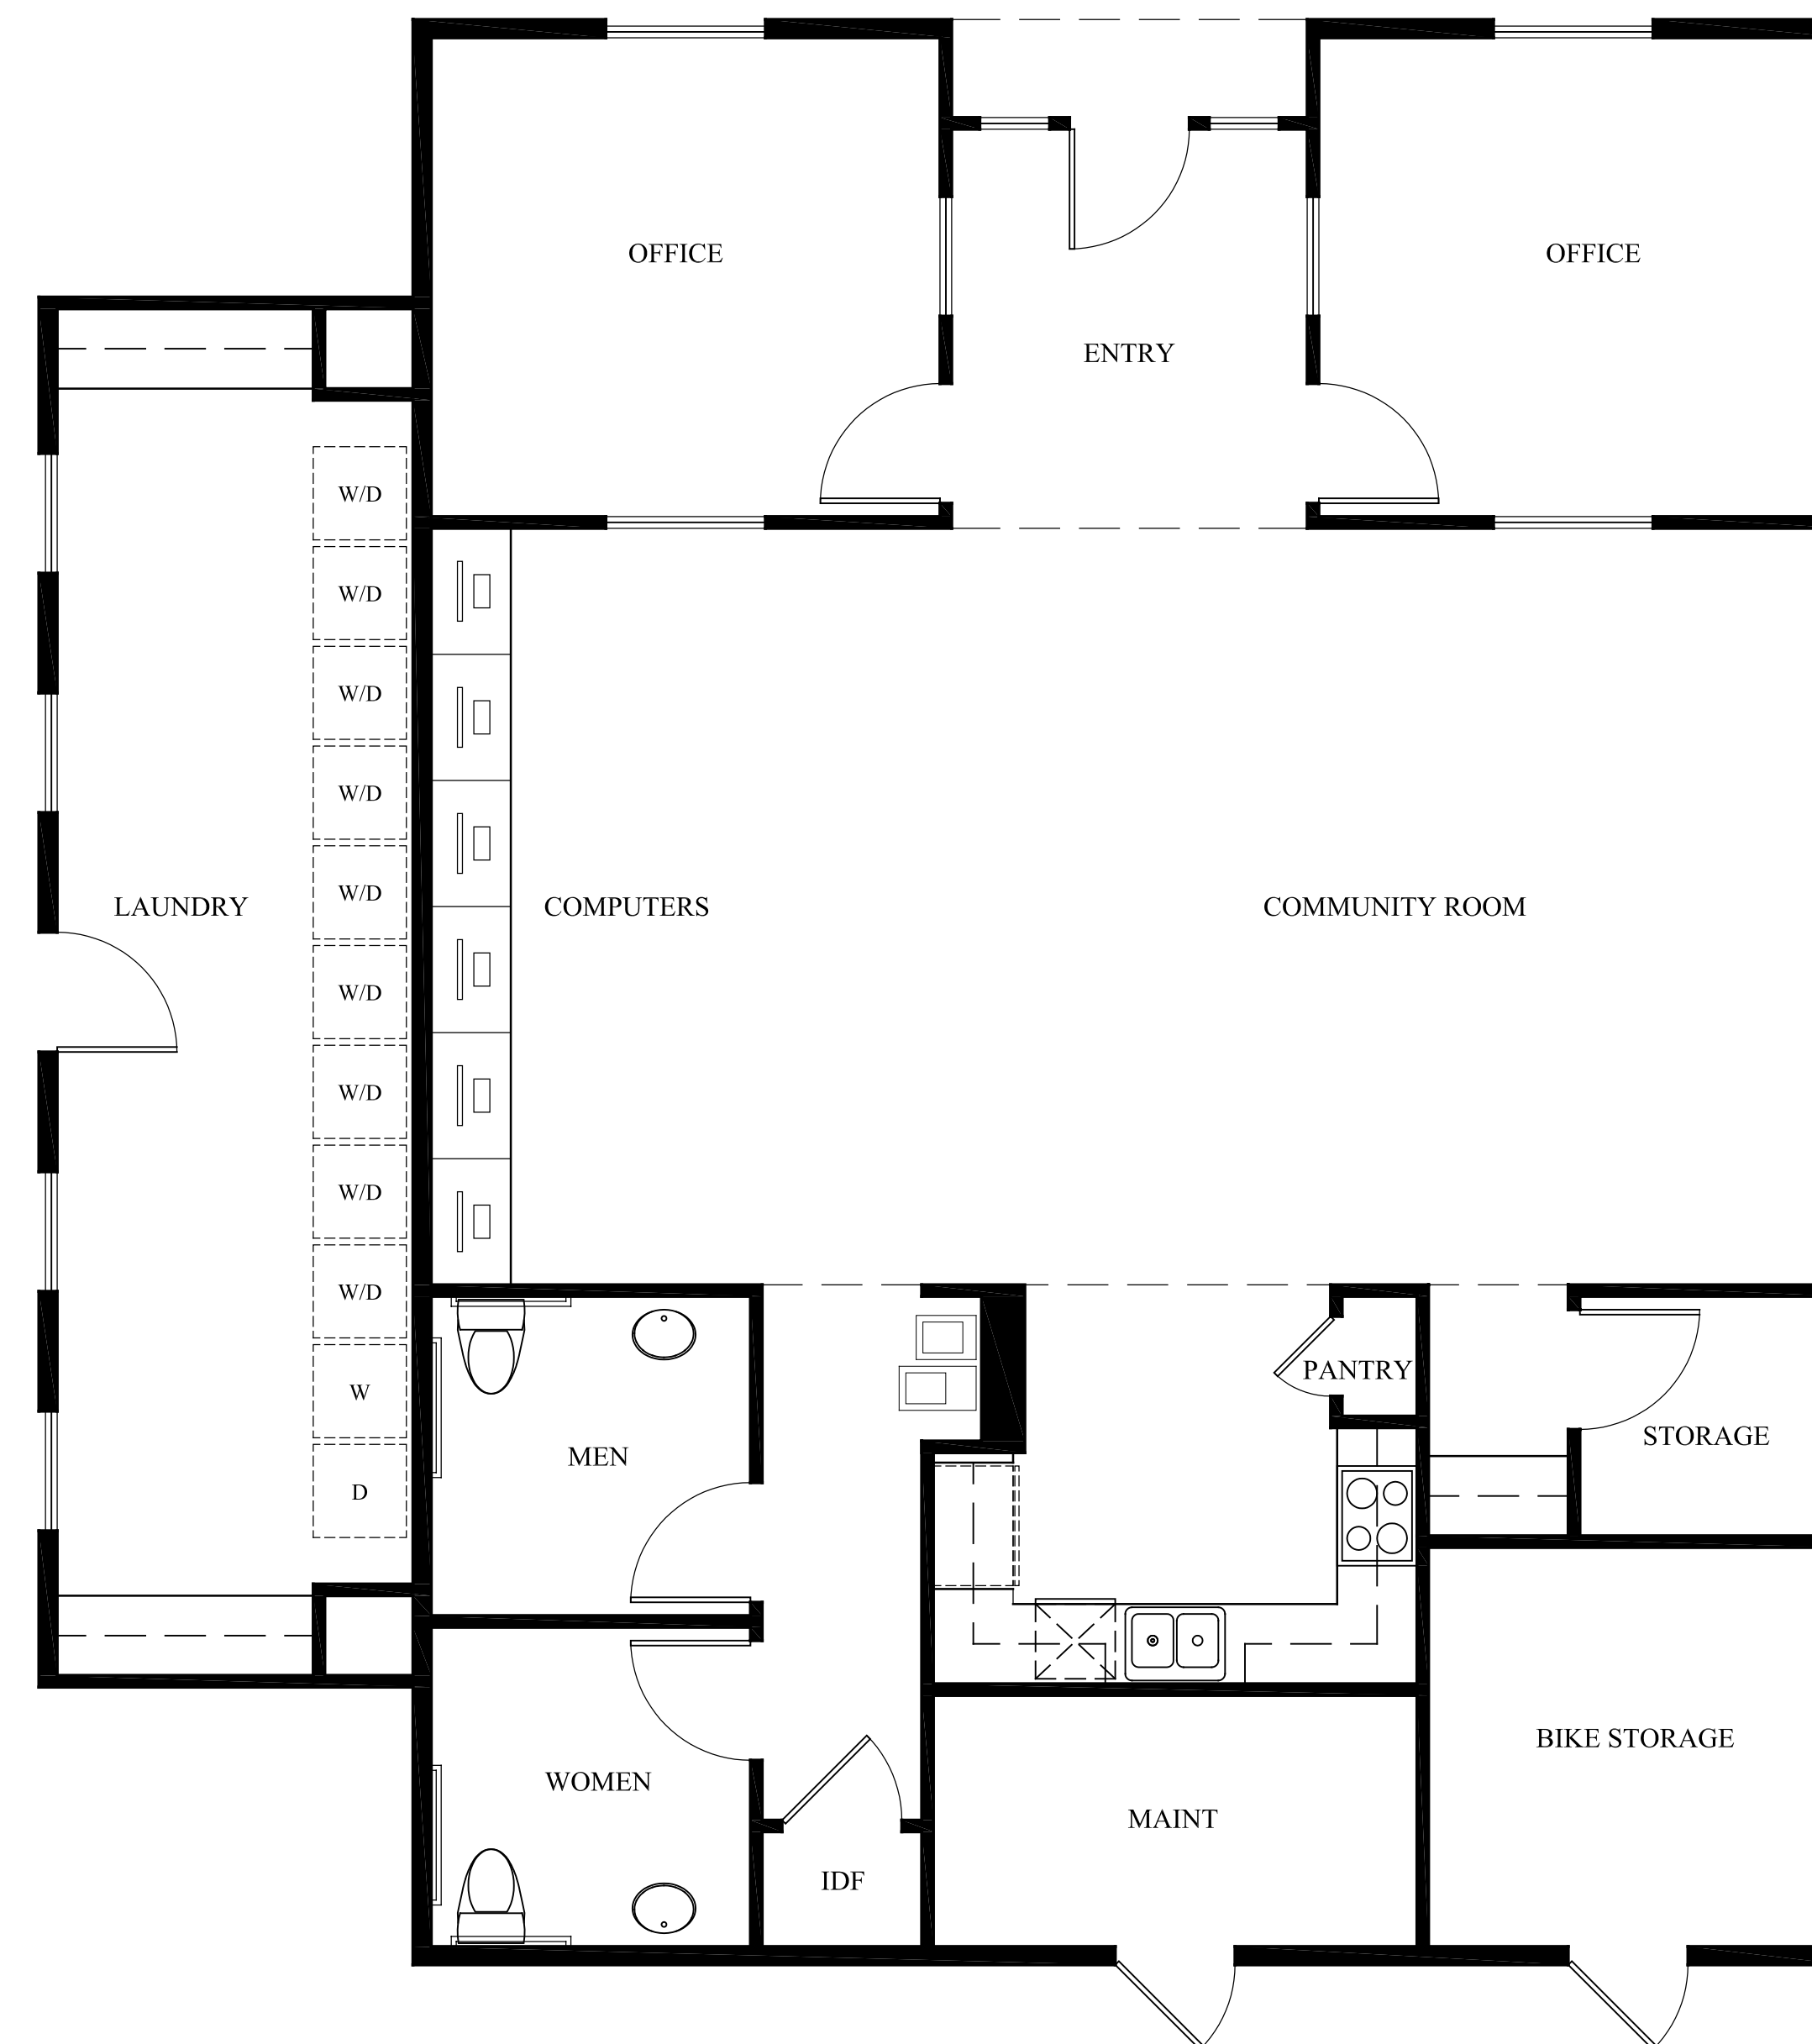 OFFICE
OFFICE
ENTRY
W/D
W/D
W/D
W/D
W/D
LAUNDRY
COMPUTERS
COMMUNITY ROOM
W/D
W/D
W/D
W/D
PANTRY
W
STORAGE
MEN
D
BIKE STORAGE
WOMEN
MAINT
IDF